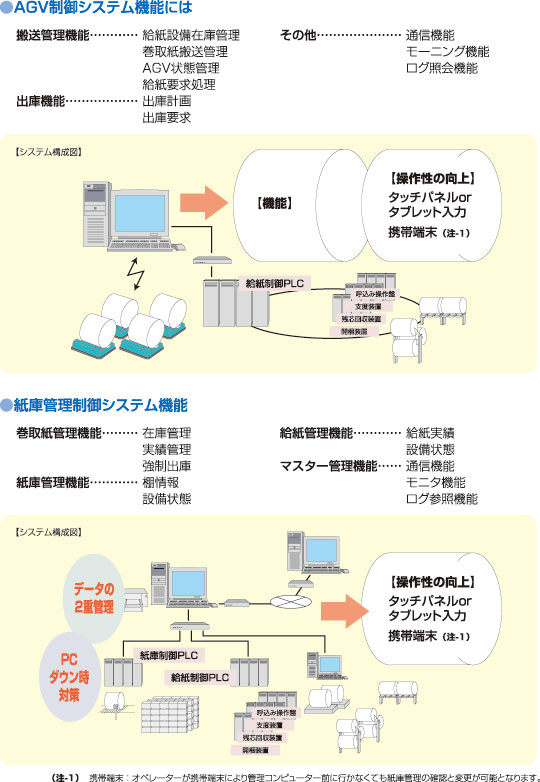 ●AGV制御システム機能には
搬送管理機能…………給紙設備在庫管理
巻取紙搬送管理
AGV状態管理
給紙要求処理
出庫機能………………出庫計画
出庫要求
その他…………………通信機能
モーニング機能
ログ照会機能
【システム構成図】
【機能】
【操作性の向上】
タッチパネルor
タブレット入力
携帯端末（注-1）
給紙制御PLC
呼込み操作盤
支度装置
残芯回収装置
開梱装置
●紙庫管理制御システム機能
巻取紙管理機能………在庫管理
実績管理
強制出庫
紙庫管理機能…………棚情報
設備状態
給紙管理機能…………給紙実績
設備状態
マスター管理機能……通信機能
モニタ機能
ログ参照機能
【システム構成図】
データの
2重管理
PC
ダウン時
対策
【操作性の向上】
タッチパネルor
タブレット入力
携帯端末（注-1）
紙庫制御PLC
給紙制御PLC
呼込み操作盤
支度装置
残芯回収装置
開梱装置
（注-1） 携帯端末：オペレーターが携帯端末により管理コンピューター前に行かなくても紙庫管理の確認と変更が可能となります。